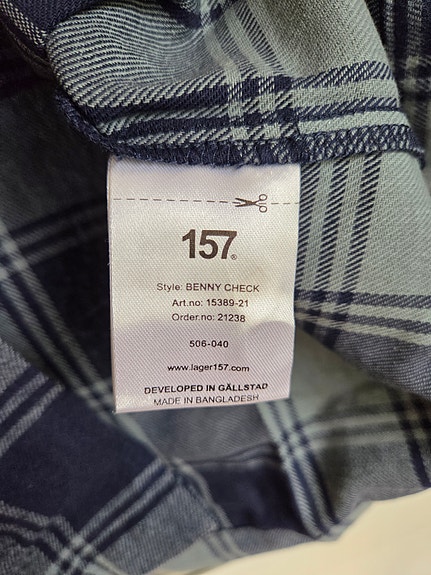 157®
Style: BENNY CHECK
Art.no: 15389-21
Order.no: 21238
506-040
www.lager157.com
DEVELOPED IN GÄLLSTAD
MADE IN BANGLADESH